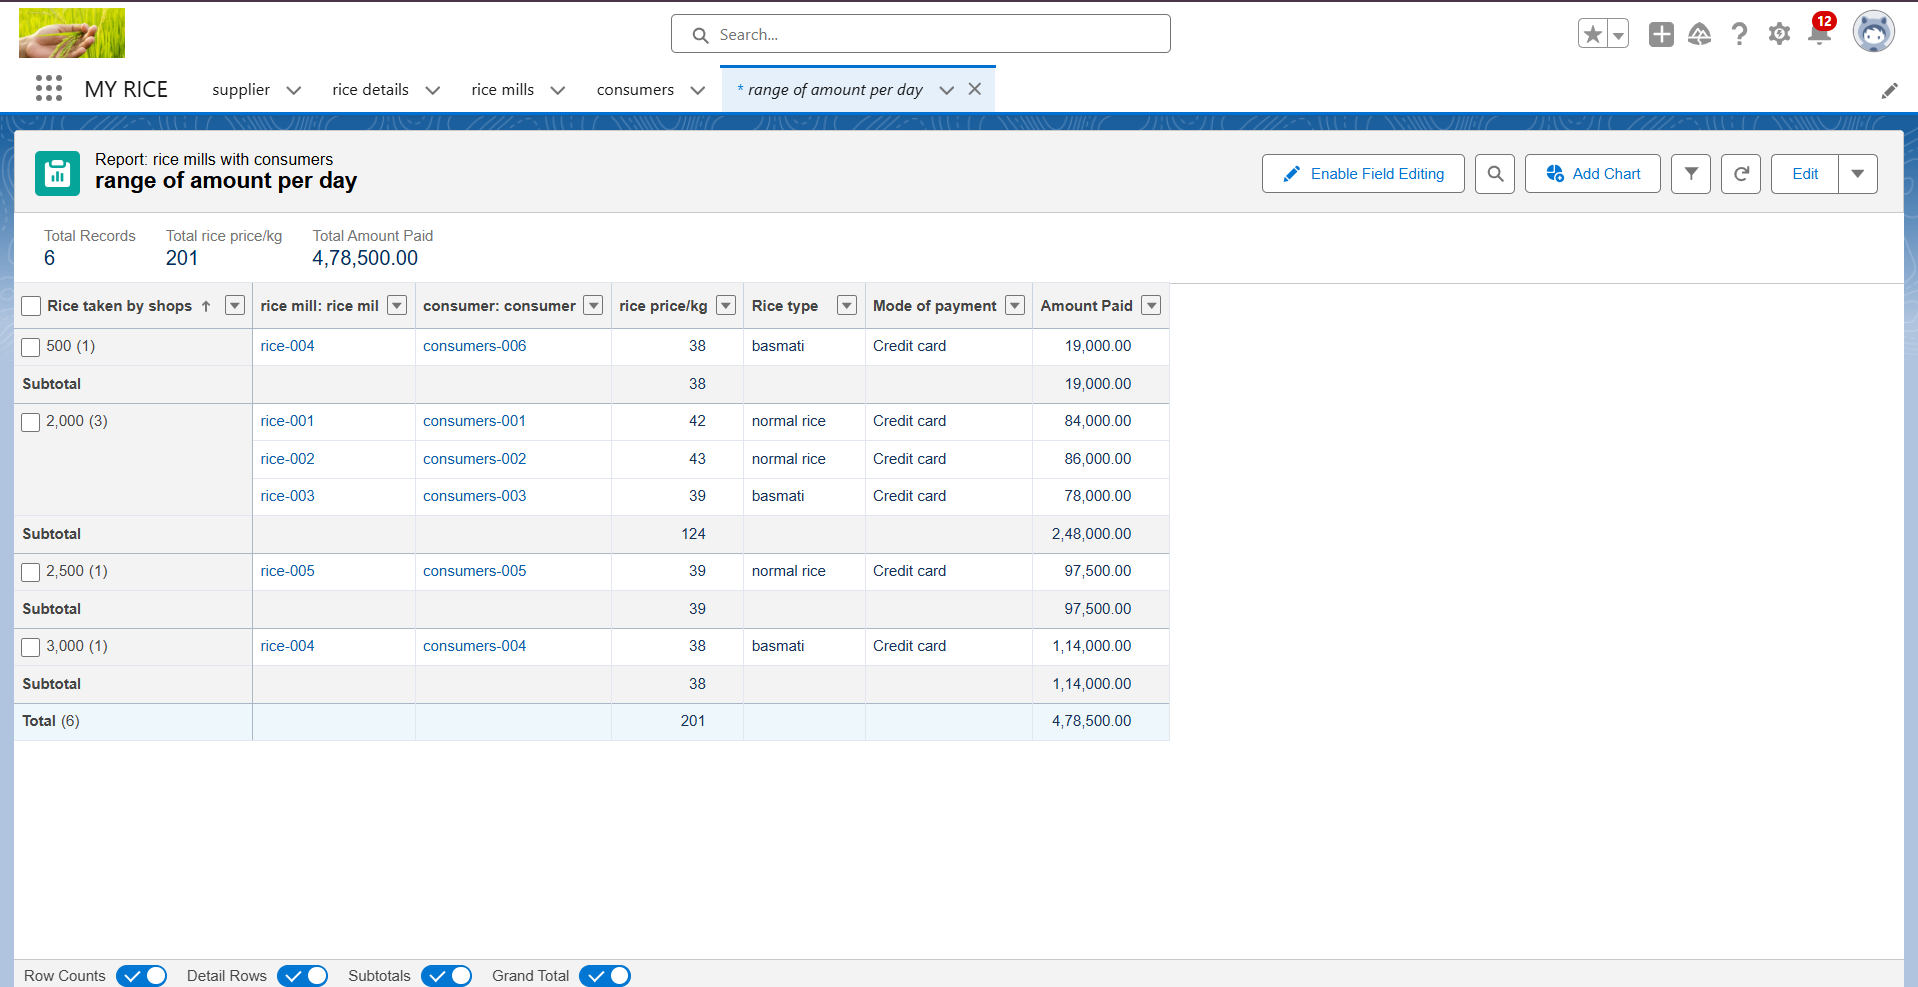 Search...
12
MY RICE
supplier
rice details
rice mills
consumers
* range of amount per day
Report: rice mills with consumers
range of amount per day
Enable Field Editing
Add Chart
Edit
Total Records
6
Total rice price/kg
201
Total Amount Paid
4,78,500.00
Rice taken by shops ↑ rice mill: rice mil consumer: consumer rice price/kg Rice type Mode of payment Amount Paid
500 (1) rice-004 consumers-006 38 basmati Credit card 19,000.00
Subtotal 38 19,000.00
2,000 (3) rice-001 consumers-001 42 normal rice Credit card 84,000.00
rice-002 consumers-002 43 normal rice Credit card 86,000.00
rice-003 consumers-003 39 basmati Credit card 78,000.00
Subtotal 124 2,48,000.00
2,500 (1) rice-005 consumers-005 39 normal rice Credit card 97,500.00
Subtotal 39 97,500.00
3,000 (1) rice-004 consumers-004 38 basmati Credit card 1,14,000.00
Subtotal 38 1,14,000.00
Total (6) 201 4,78,500.00
Row Counts Detail Rows Subtotals Grand Total